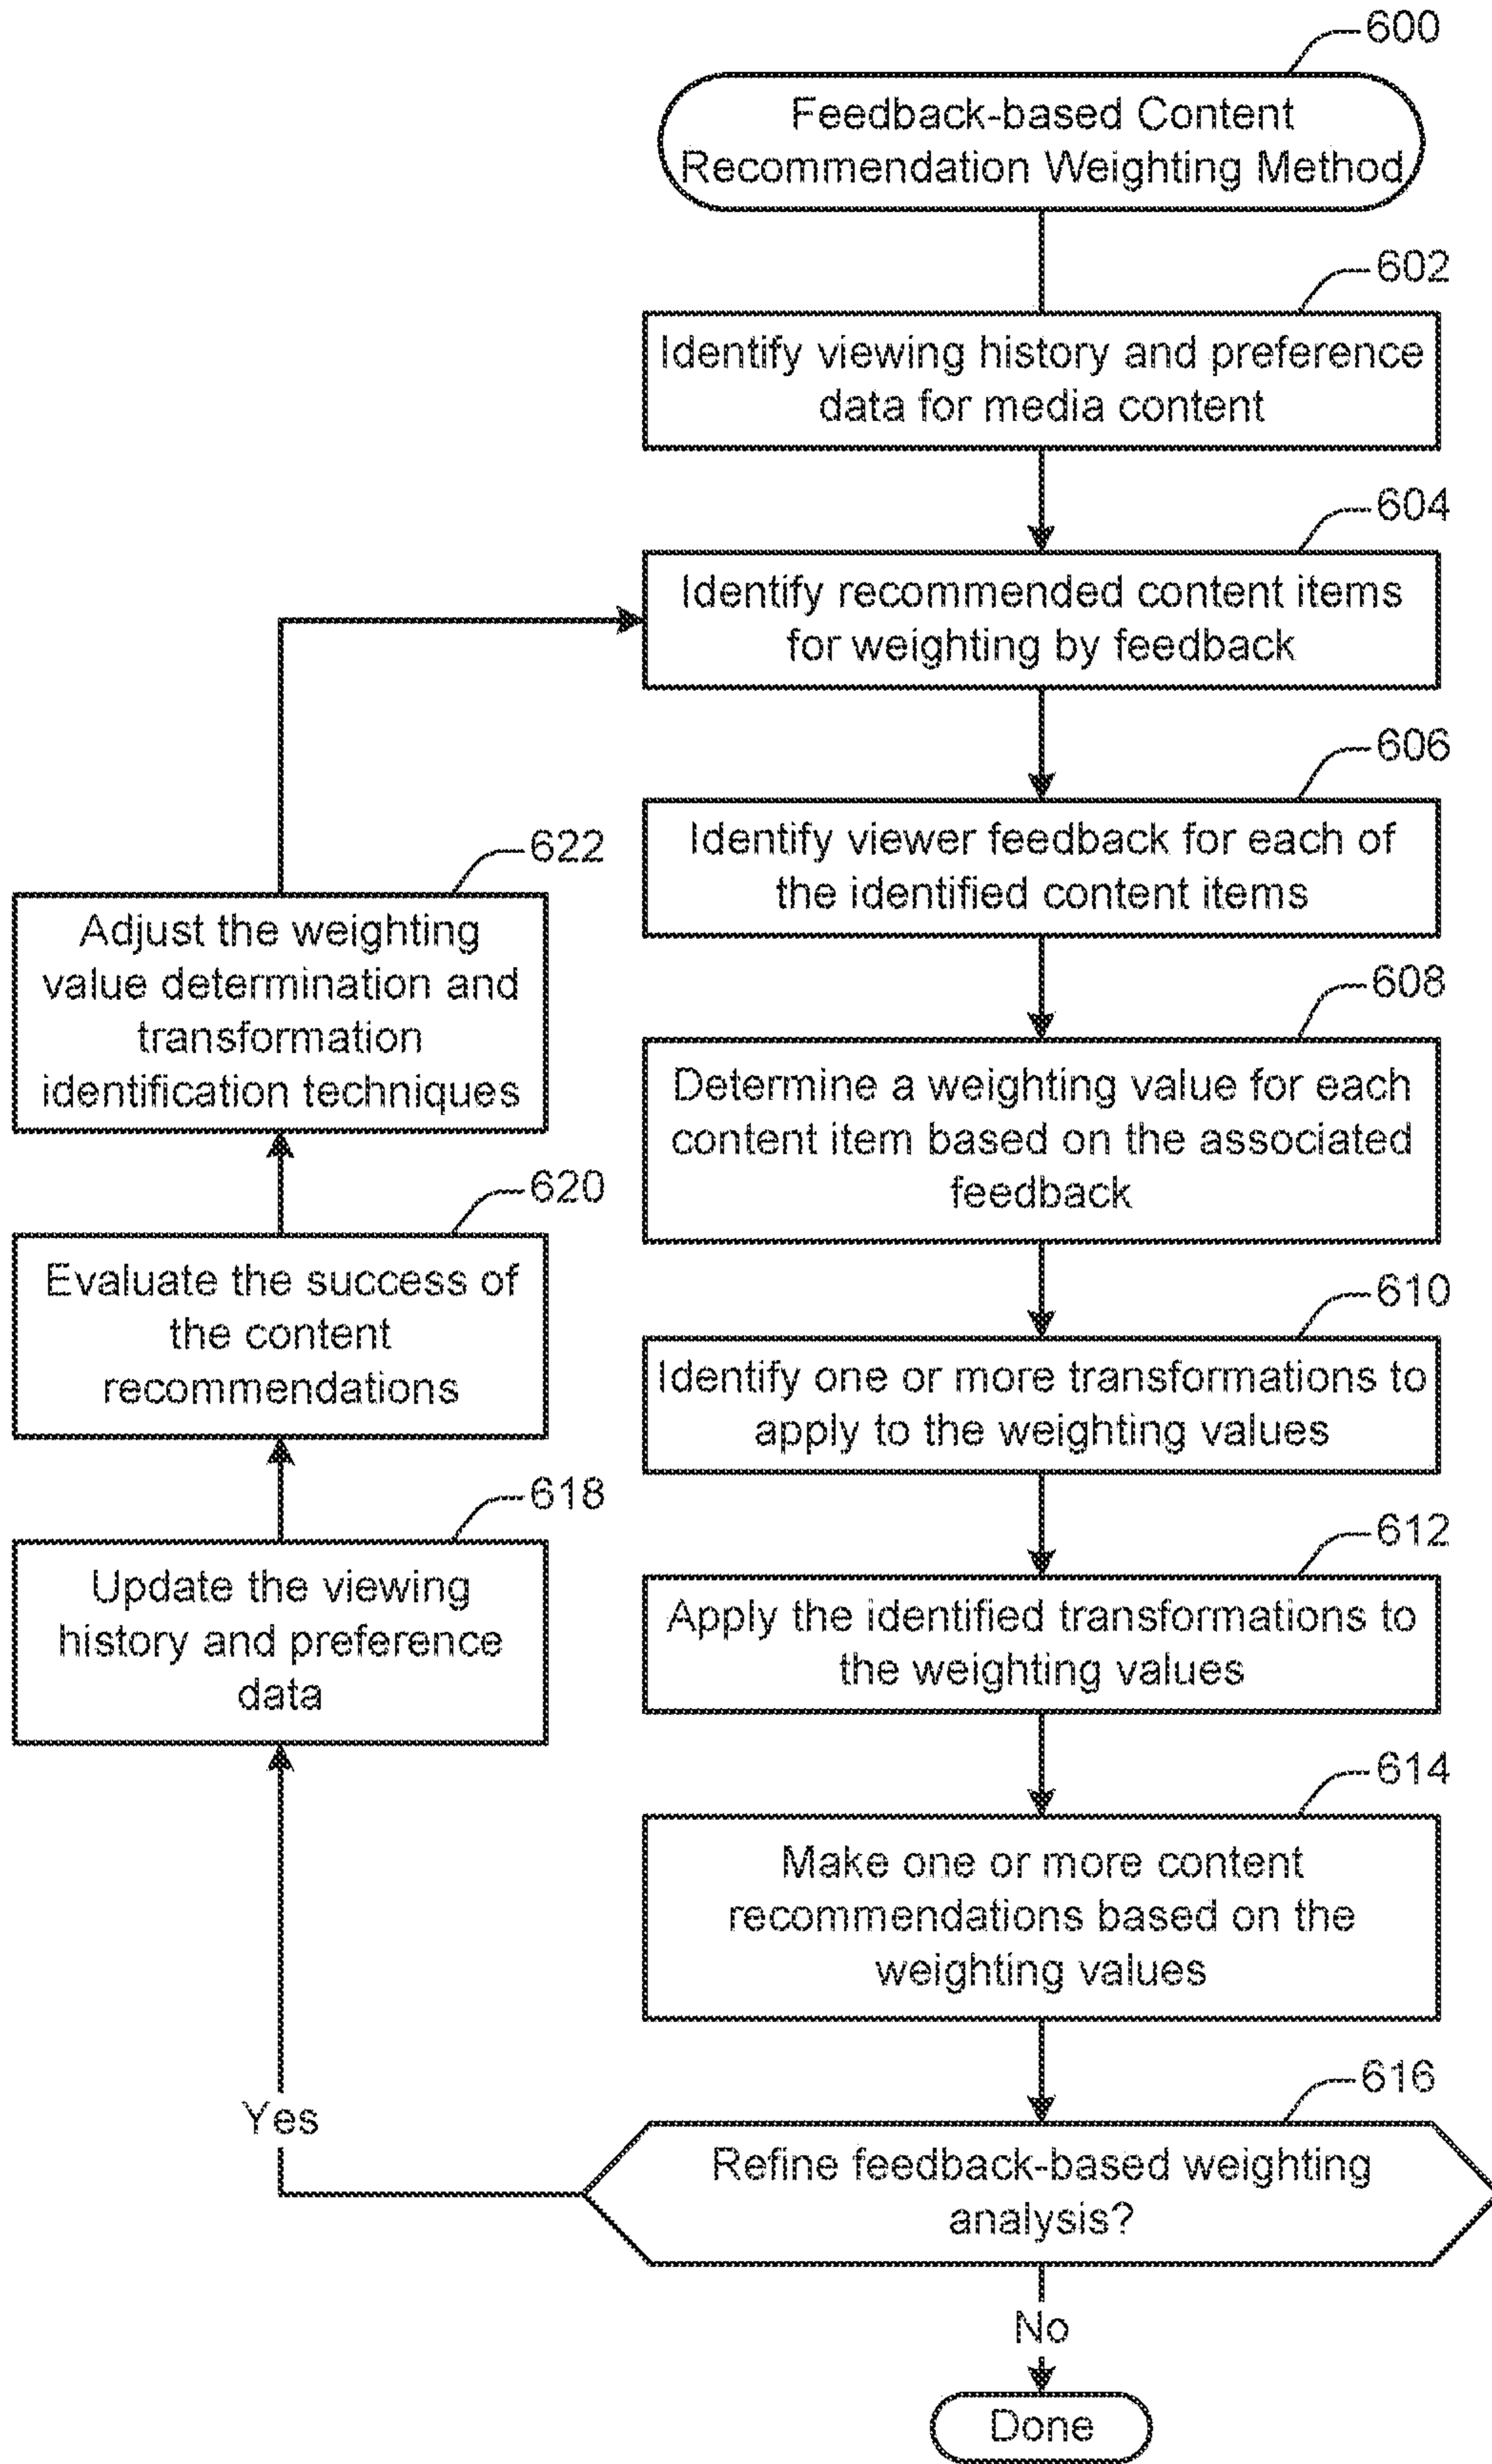 600
Feedback-based Content
Recommendation Weighting Method
602
Identify viewing history and preference
data for media content
604
Identify recommended content items
for weighting by feedback
606
Identify viewer feedback for each of
the identified content items
608
Determine a weighting value for each
content item based on the associated
feedback
610
Identify one or more transformations to
apply to the weighting values
612
Apply the identified transformations to
the weighting values
614
Make one or more content
recommendations based on the
weighting values
616
Refine feedback-based weighting
analysis?
Yes
618
Update the viewing
history and preference
data
620
Evaluate the success of
the content
recommendations
622
Adjust the weighting
value determination and
transformation
identification techniques
No
Done